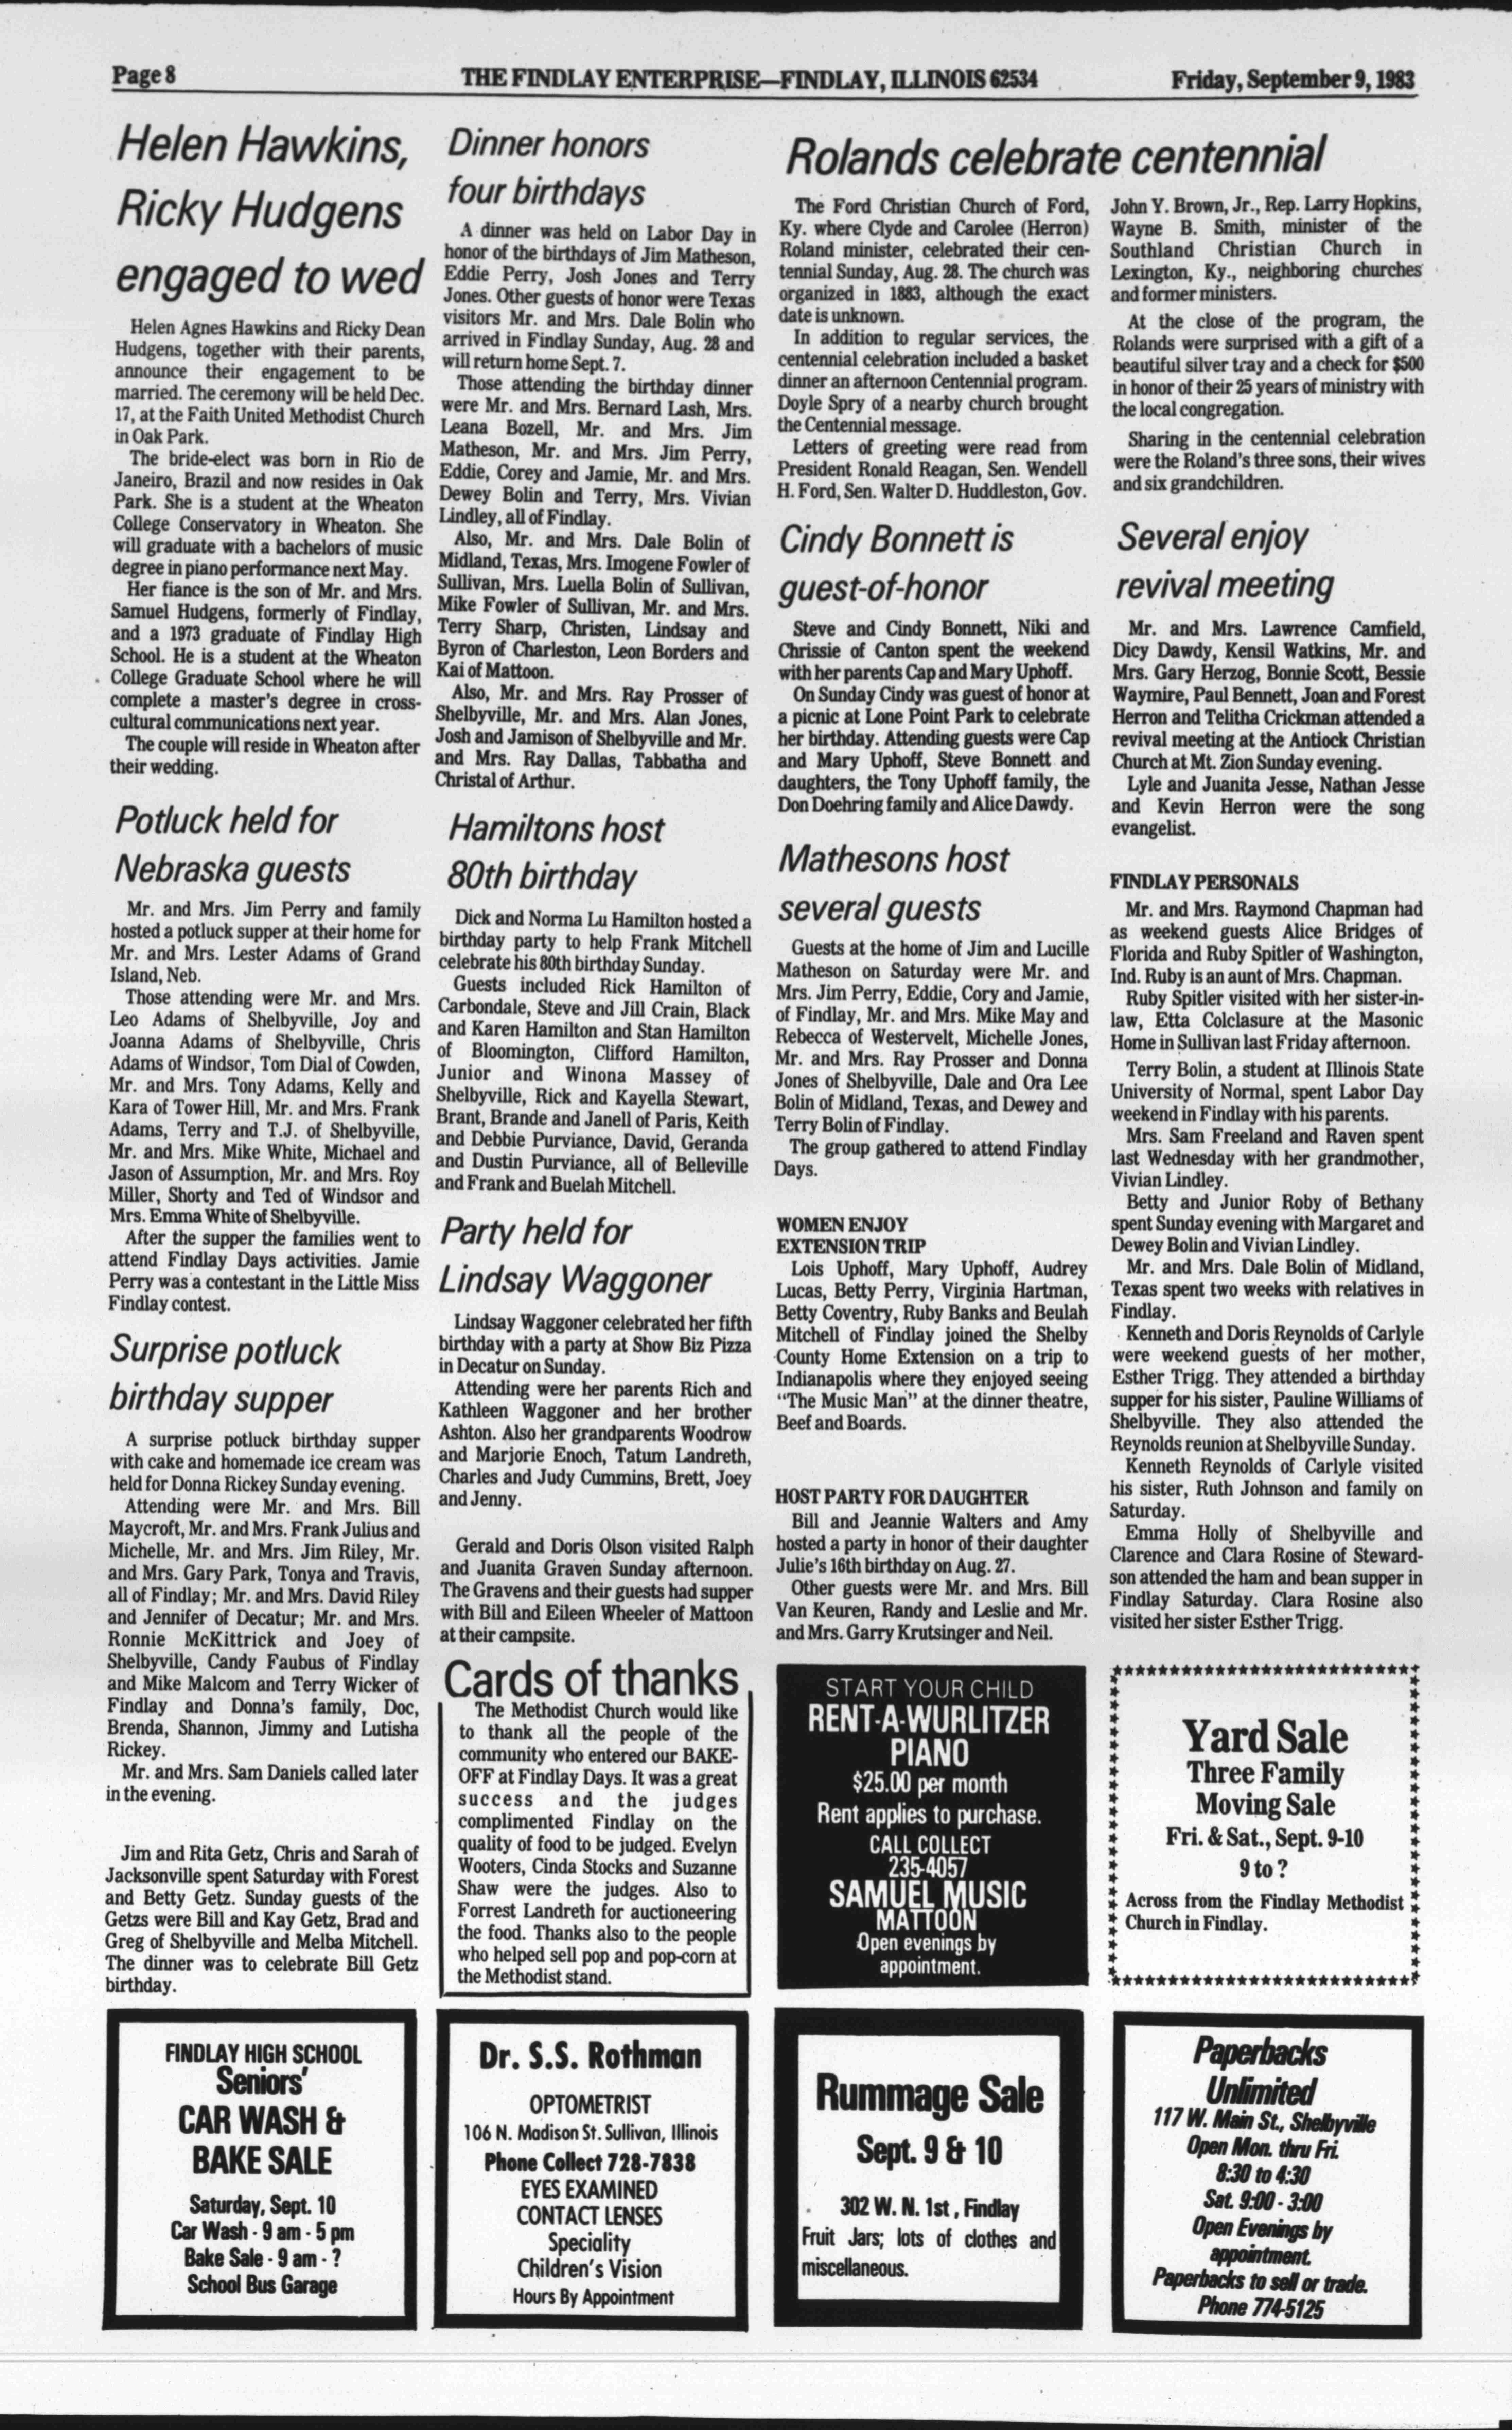 Page 8
THE FINDLAY ENTERPRISE—FINDLAY, ILLINOIS 62534
Friday, September 9, 1983
Helen Hawkins,
Ricky Hudgens
engaged to wed
Helen Agnes Hawkins and Ricky Dean
Hudgens, together with their parents,
announce their engagement to be
married. The ceremony will be held Dec.
17, at the Faith United Methodist Church
in Oak Park.
The bride-elect was born in Rio de
Janeiro, Brazil and now resides in Oak
Park. She is a student at the Wheaton
College Conservatory in Wheaton. She
will graduate with a bachelors of music
degree in piano performance next May.
Her fiance is the son of Mr. and Mrs.
Samuel Hudgens, formerly of Findlay,
and a 1973 graduate of Findlay High
School. He is a student at the Wheaton
College Graduate School where he will
complete a master's degree in cross-
cultural communications next year.
The couple will reside in Wheaton after
their wedding.
Potluck held for
Nebraska guests
Mr. and Mrs. Jim Perry and family
hosted a potluck supper at their home for
Mr. and Mrs. Lester Adams of Grand
Island, Neb.
Those attending were Mr. and Mrs.
Leo Adams of Shelbyville, Joy and
Joanna Adams of Shelbyville, Chris
Adams of Windsor, Tom Dial of Cowden,
Mr. and Mrs. Tony Adams, Kelly and
Kara of Tower Hill, Mr. and Mrs. Frank
Adams, Terry and T.J. of Shelbyville,
Mr. and Mrs. Mike White, Michael and
Jason of Assumption, Mr. and Mrs. Roy
Miller, Shorty and Ted of Windsor and
Mrs. Emma White of Shelbyville.
After the supper the families went to
attend Findlay Days activities. Jamie
Perry was a contestant in the Little Miss
Findlay contest.
Surprise potluck
birthday supper
A surprise potluck birthday supper
with cake and homemade ice cream was
held for Donna Rickey Sunday evening.
Attending were Mr. and Mrs. Bill
Maycroft, Mr. and Mrs. Frank Julius and
Michelle, Mr. and Mrs. Jim Riley, Mr.
and Mrs. Gary Park, Tonya and Travis,
all of Findlay; Mr. and Mrs. David Riley
and Jennifer of Decatur; Mr. and Mrs.
Ronnie McKittrick and Joey of
Shelbyville, Candy Faubus of Findlay
and Mike Malcom and Terry Wicker of
Findlay and Donna's family, Doc,
Brenda, Shannon, Jimmy and Lutisha
Rickey.
Mr. and Mrs. Sam Daniels called later
in the evening.
Jim and Rita Getz, Chris and Sarah of
Jacksonville spent Saturday with Forest
and Betty Getz. Sunday guests of the
Getzs were Bill and Kay Getz, Brad and
Greg of Shelbyville and Melba Mitchell.
The dinner was to celebrate Bill Getz
birthday.
Dinner honors
four birthdays
A dinner was held on Labor Day in
honor of the birthdays of Jim Matheson,
Eddie Perry, Josh Jones and Terry
Jones. Other guests of honor were Texas
visitors Mr. and Mrs. Dale Bolin who
arrived in Findlay Sunday, Aug. 28 and
will return home Sept. 7.
Those attending the birthday dinner
were Mr. and Mrs. Bernard Lash, Mrs.
Leana Bozell, Mr. and Mrs. Jim
Matheson, Mr. and Mrs. Jim Perry,
Eddie, Corey and Jamie, Mr. and Mrs.
Dewey Bolin and Terry, Mrs. Vivian
Lindley, all of Findlay.
Also, Mr. and Mrs. Dale Bolin of
Midland, Texas, Mrs. Imogene Fowler of
Sullivan, Mrs. Luella Bolin of Sullivan,
Mike Fowler of Sullivan, Mr. and Mrs.
Terry Sharp, Christen, Lindsay and
Byron of Charleston, Leon Borders and
Kai of Mattoon.
Also, Mr. and Mrs. Ray Prosser of
Shelbyville, Mr. and Mrs. Alan Jones,
Josh and Jamison of Shelbyville and Mr.
and Mrs. Ray Dallas, Tabbatha and
Christal of Arthur.
Hamiltons host
80th birthday
Dick and Norma Lu Hamilton hosted a
birthday party to help Frank Mitchell
celebrate his 80th birthday Sunday.
Guests included Rick Hamilton of
Carbondale, Steve and Jill Crain, Black
and Karen Hamilton and Stan Hamilton
of Bloomington, Clifford Hamilton,
Junior and Winona Massey of
Shelbyville, Rick and Kayella Stewart,
Brant, Brande and Janell of Paris, Keith
and Debbie Purviance, David, Geranda
and Dustin Purviance, all of Belleville
and Frank and Buelah Mitchell.
Party held for
Lindsay Waggoner
Lindsay Waggoner celebrated her fifth
birthday with a party at Show Biz Pizza
in Decatur on Sunday.
Attending were her parents Rich and
Kathleen Waggoner and her brother
Ashton. Also her grandparents Woodrow
and Marjorie Enoch, Tatum Landreth,
Charles and Judy Cummins, Brett, Joey
and Jenny.
Gerald and Doris Olson visited Ralph
and Juanita Graven Sunday afternoon.
The Gravens and their guests had supper
with Bill and Eileen Wheeler of Mattoon
at their campsite.
Cards of thanks
The Methodist Church would like
to thank all the people of the
community who entered our BAKE-
OFF at Findlay Days. It was a great
success and the judges
complimented Findlay on the
quality of food to be judged. Evelyn
Wooters, Cinda Stocks and Suzanne
Shaw were the judges. Also to
Forrest Landreth for auctioneering
the food. Thanks also to the people
who helped sell pop and pop-corn at
the Methodist stand.
Rolands celebrate centennial
The Ford Christian Church of Ford,
Ky. where Clyde and Carolee (Herron)
Roland minister, celebrated their cen-
tennial Sunday, Aug. 28. The church was
organized in 1883, although the exact
date is unknown.
In addition to regular services, the
centennial celebration included a basket
dinner an afternoon Centennial program.
Doyle Spry of a nearby church brought
the Centennial message.
Letters of greeting were read from
President Ronald Reagan, Sen. Wendell
H. Ford, Sen. Walter D. Huddleston, Gov.
John Y. Brown, Jr., Rep. Larry Hopkins,
Wayne B. Smith, minister of the
Southland Christian Church in
Lexington, Ky., neighboring churches
and former ministers.
At the close of the program, the
Rolands were surprised with a gift of a
beautiful silver tray and a check for $500
in honor of their 25 years of ministry with
the local congregation.
Sharing in the centennial celebration
were the Roland's three sons, their wives
and six grandchildren.
Cindy Bonnett is
guest-of-honor
Steve and Cindy Bonnett, Niki and
Chrissie of Canton spent the weekend
with her parents Cap and Mary Uphoff.
On Sunday Cindy was guest of honor at
a picnic at Lone Point Park to celebrate
her birthday. Attending guests were Cap
and Mary Uphoff, Steve Bonnett and
daughters, the Tony Uphoff family, the
Don Doehring family and Alice Dawdy.
Mathesons host
several guests
Guests at the home of Jim and Lucille
Matheson on Saturday were Mr. and
Mrs. Jim Perry, Eddie, Cory and Jamie,
of Findlay, Mr. and Mrs. Mike May and
Rebecca of Westervelt, Michelle Jones,
Mr. and Mrs. Ray Prosser and Donna
Jones of Shelbyville, Dale and Ora Lee
Bolin of Midland, Texas, and Dewey and
Terry Bolin of Findlay.
The group gathered to attend Findlay
Days.
WOMEN ENJOY
EXTENSION TRIP
Lois Uphoff, Mary Uphoff, Audrey
Lucas, Betty Perry, Virginia Hartman,
Betty Coventry, Ruby Banks and Beulah
Mitchell of Findlay joined the Shelby
County Home Extension on a trip to
Indianapolis where they enjoyed seeing
"The Music Man" at the dinner theatre,
Beef and Boards.
HOST PARTY FOR DAUGHTER
Bill and Jeannie Walters and Amy
hosted a party in honor of their daughter
Julie's 16th birthday on Aug. 27.
Other guests were Mr. and Mrs. Bill
Van Keuren, Randy and Leslie and Mr.
and Mrs. Garry Krutsinger and Neil.
Several enjoy
revival meeting
Mr. and Mrs. Lawrence Camfield,
Dicy Dawdy, Kensil Watkins, Mr. and
Mrs. Gary Herzog, Bonnie Scott, Bessie
Waymire, Paul Bennett, Joan and Forest
Herron and Telitha Crickman attended a
revival meeting at the Antiock Christian
Church at Mt. Zion Sunday evening.
Lyle and Juanita Jesse, Nathan Jesse
and Kevin Herron were the song
evangelist.
FINDLAY PERSONALS
Mr. and Mrs. Raymond Chapman had
as weekend guests Alice Bridges of
Florida and Ruby Spitler of Washington,
Ind. Ruby is an aunt of Mrs. Chapman.
Ruby Spitler visited with her sister-in-
law, Etta Colclasure at the Masonic
Home in Sullivan last Friday afternoon.
Terry Bolin, a student at Illinois State
University of Normal, spent Labor Day
weekend in Findlay with his parents.
Mrs. Sam Freeland and Raven spent
last Wednesday with her grandmother,
Vivian Lindley.
Betty and Junior Roby of Bethany
spent Sunday evening with Margaret and
Dewey Bolin and Vivian Lindley.
Mr. and Mrs. Dale Bolin of Midland,
Texas spent two weeks with relatives in
Findlay.
Kenneth and Doris Reynolds of Carlyle
were weekend guests of her mother,
Esther Trigg. They attended a birthday
supper for his sister, Pauline Williams of
Shelbyville. They also attended the
Reynolds reunion at Shelbyville Sunday.
Kenneth Reynolds of Carlyle visited
his sister, Ruth Johnson and family on
Saturday.
Emma Holly of Shelbyville and
Clarence and Clara Rosine of Steward-
son attended the ham and bean supper in
Findlay Saturday. Clara Rosine also
visited her sister Esther Trigg.
START YOUR CHILD
RENT-A-WURLITZER
PIANO
$25.00 per month
Rent applies to purchase.
CALL COLLECT
235-4057
SAMUEL MUSIC
MATTOON
Open evenings by
appointment.
Yard Sale
Three Family
Moving Sale
Fri. & Sat., Sept. 9-10
9 to ?
Across from the Findlay Methodist
Church in Findlay.
FINDLAY HIGH SCHOOL
Seniors'
CAR WASH &
BAKE SALE
Saturday, Sept. 10
Car Wash - 9 am - 5 pm
Bake Sale - 9 am - ?
School Bus Garage
Dr. S.S. Rothman
OPTOMETRIST
106 N. Madison St. Sullivan, Illinois
Phone Collect 728-7838
EYES EXAMINED
CONTACT LENSES
Speciality
Children's Vision
Hours By Appointment
Rummage Sale
Sept. 9 & 10
302 W. N. 1st, Findlay
Fruit Jars; lots of clothes and
miscellaneous.
Paperbacks
Unlimited
117 W. Main St., Shelbyville
Open Mon. thru Fri.
8:30 to 4:30
Sat. 9:00 - 3:00
Open Evenings by
appointment.
Paperbacks to sell or trade.
Phone 774-5125